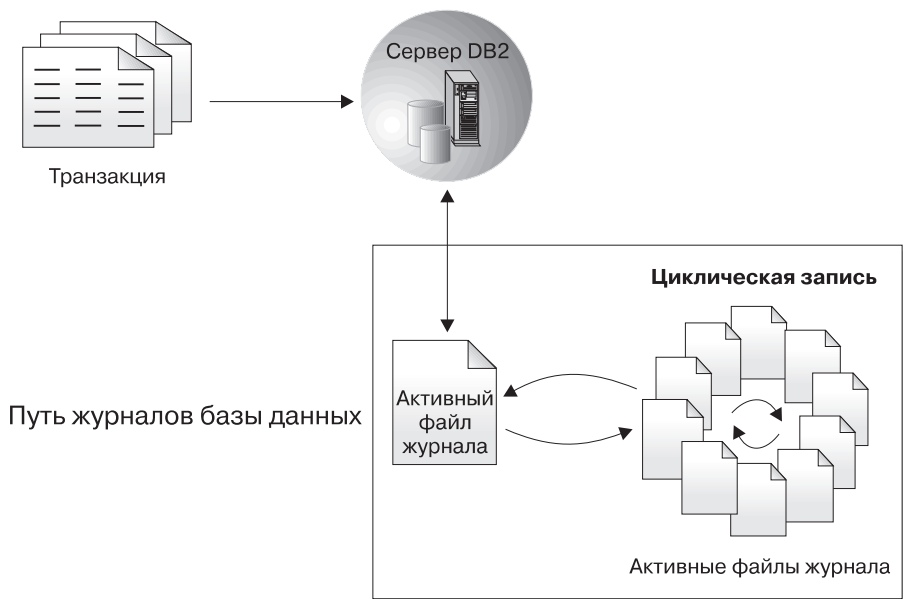 Сервер DB2
Транзакция
Циклическая запись
Путь журналов базы данных
Активный
файл
журнала
Активные файлы журнала